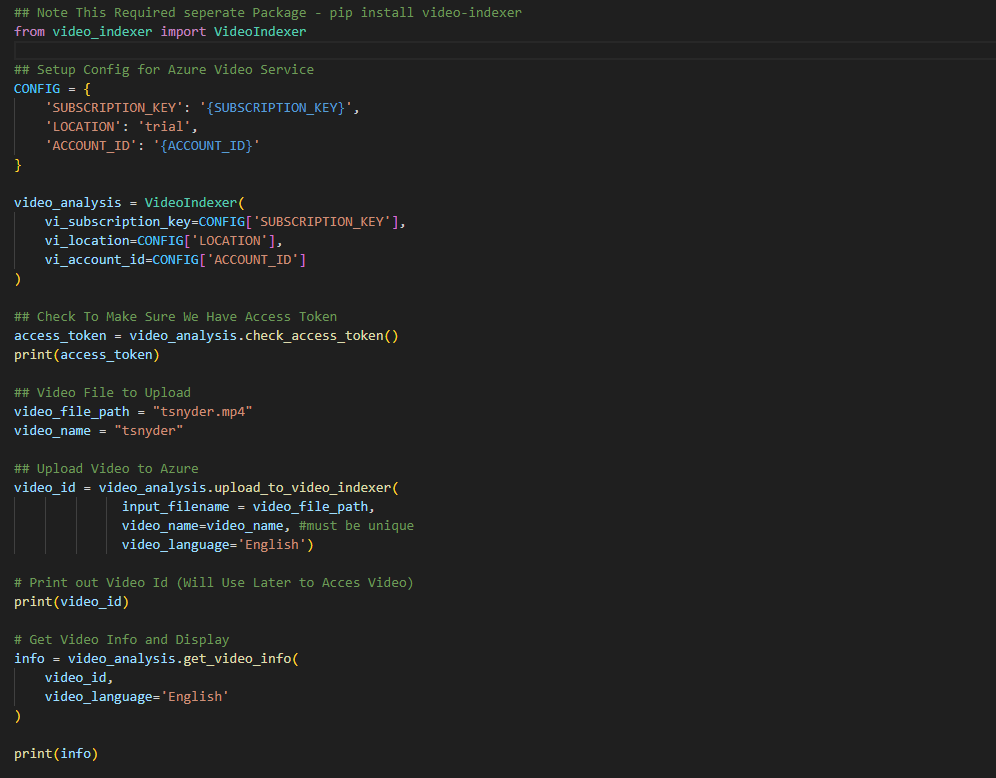 ## Note This Required seperate Package - pip install video-indexer
from video_indexer import VideoIndexer

## Setup Config for Azure Video Service
CONFIG = {
    'SUBSCRIPTION_KEY': '{SUBSCRIPTION_KEY}',
    'LOCATION': 'trial',
    'ACCOUNT_ID': '{ACCOUNT_ID}'
}

video_analysis = VideoIndexer(
    vi_subscription_key=CONFIG['SUBSCRIPTION_KEY'],
    vi_location=CONFIG['LOCATION'],
    vi_account_id=CONFIG['ACCOUNT_ID']
)

## Check To Make Sure We Have Access Token
access_token = video_analysis.check_access_token()
print(access_token)

## Video File to Upload
video_file_path = "tsnyder.mp4"
video_name = "tsnyder"

## Upload Video to Azure
video_id = video_analysis.upload_to_video_indexer(
              input_filename = video_file_path,
              video_name=video_name, #must be unique
              video_language='English')

# Print out Video Id (Will Use Later to Acces Video)
print(video_id)

# Get Video Info and Display
info = video_analysis.get_video_info(
    video_id,
    video_language='English'
)

print(info)